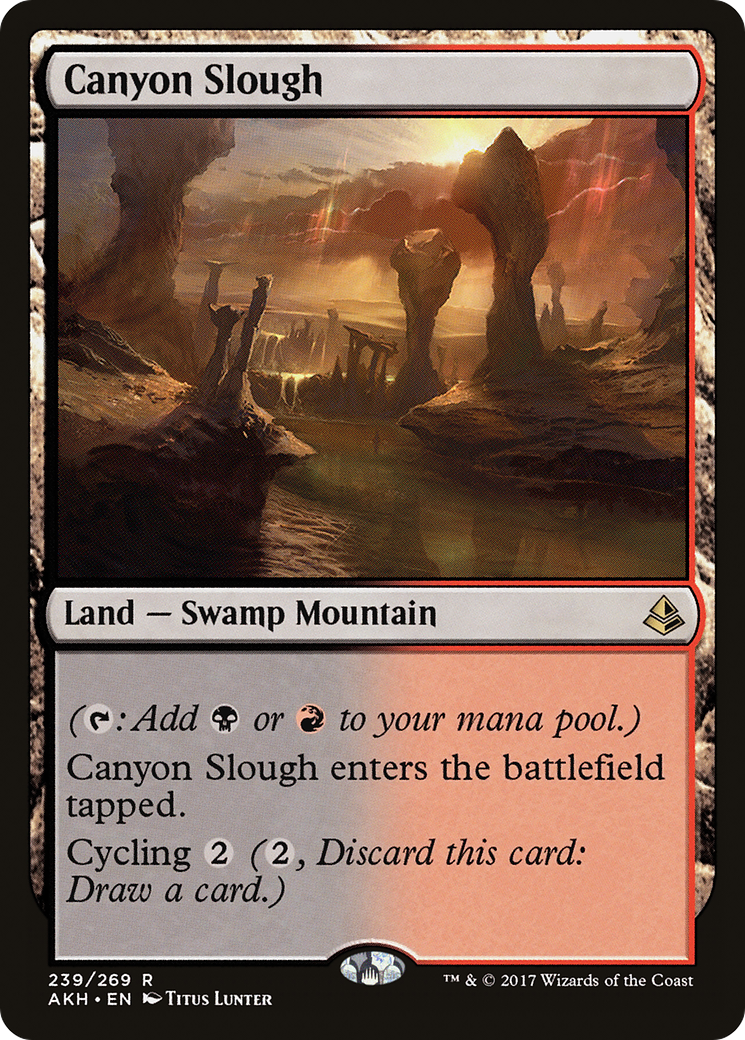 Canyon Slough
Land — Swamp Mountain
(: Add or to your mana pool.)
Canyon Slough enters the battlefield
tapped.
Cycling 2 (2, Discard this card:
Draw a card.)
239/269 R
AKH • EN Titus Lunter
™ & © 2017 Wizards of the Coast